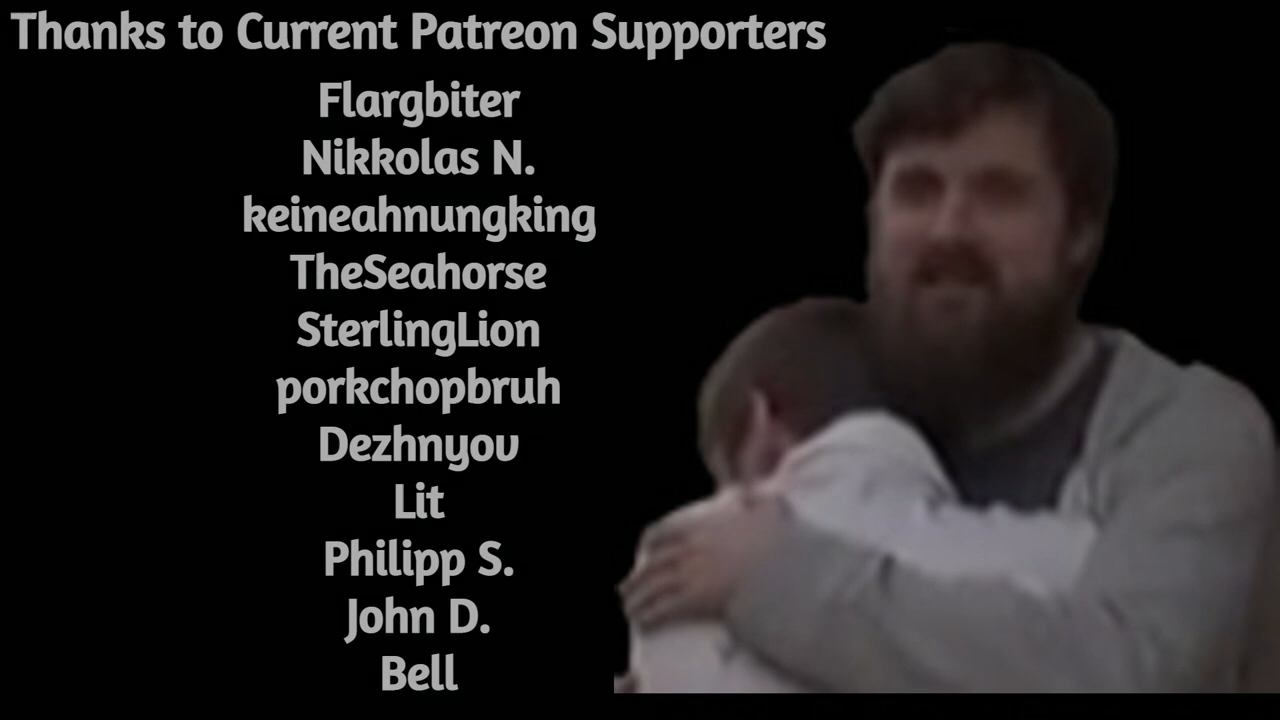 Thanks to Current Patreon Supporters
Flargbiter
Nikkolas N.
keineahnungking
TheSeahorse
SterlingLion
porkchopbruh
Dezhnyov
Lit
Philipp S.
John D.
Bell